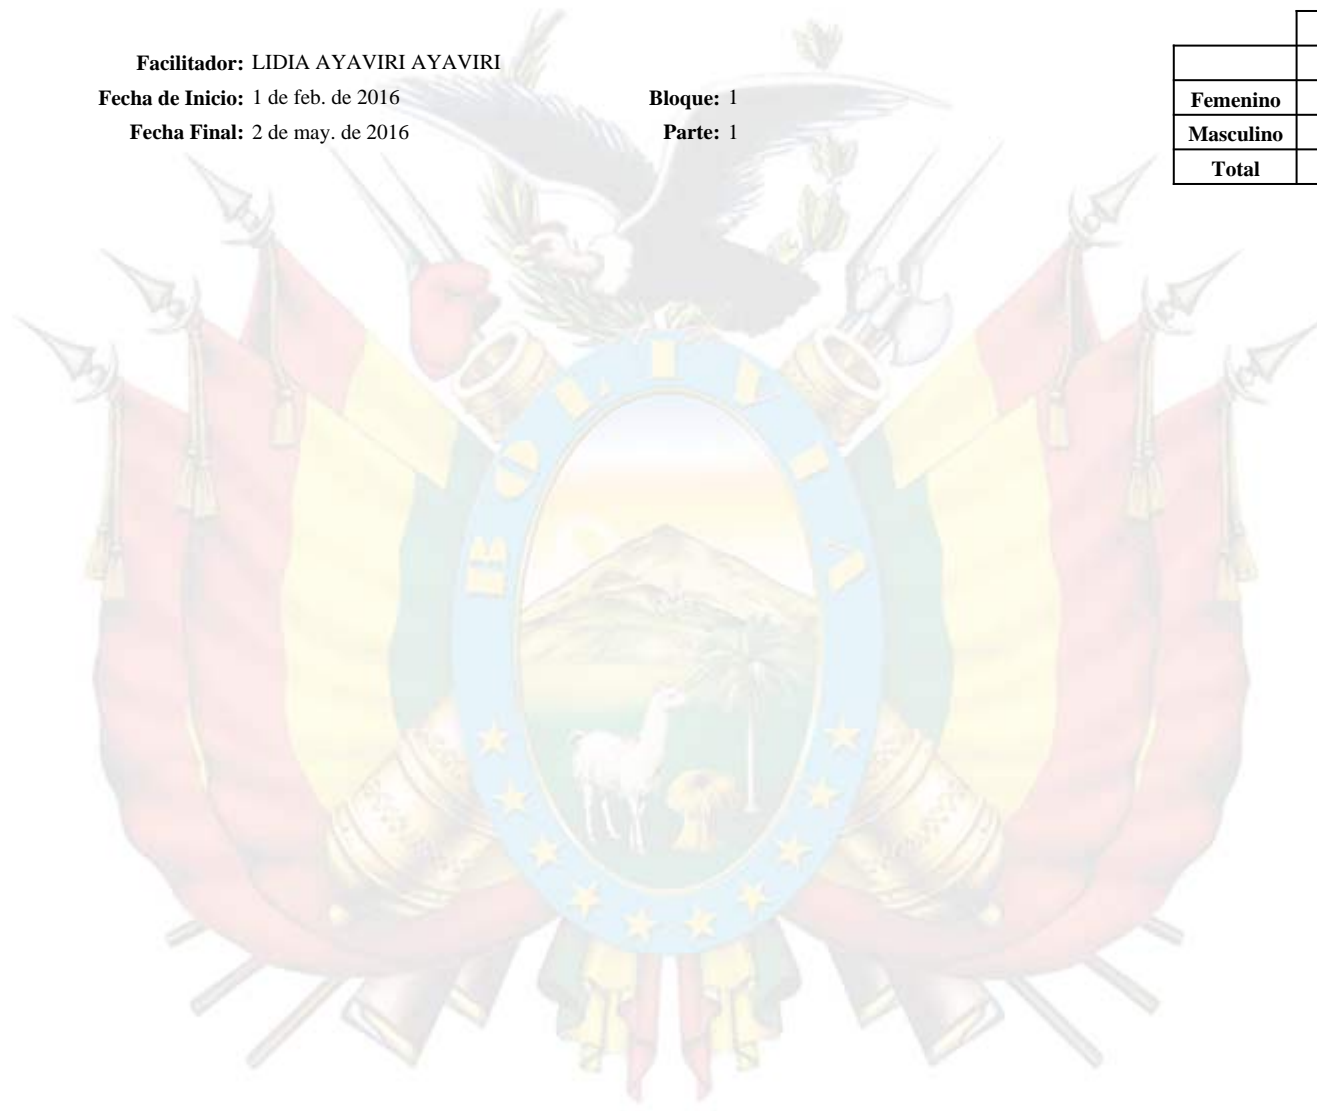 Facilitador: LIDIA AYAVIRI AYAVIRI
Fecha de Inicio: 1 de feb. de 2016
Bloque: 1
Fecha Final: 2 de may. de 2016
Parte: 1
Femenino
Masculino
Total
BOLIVIA